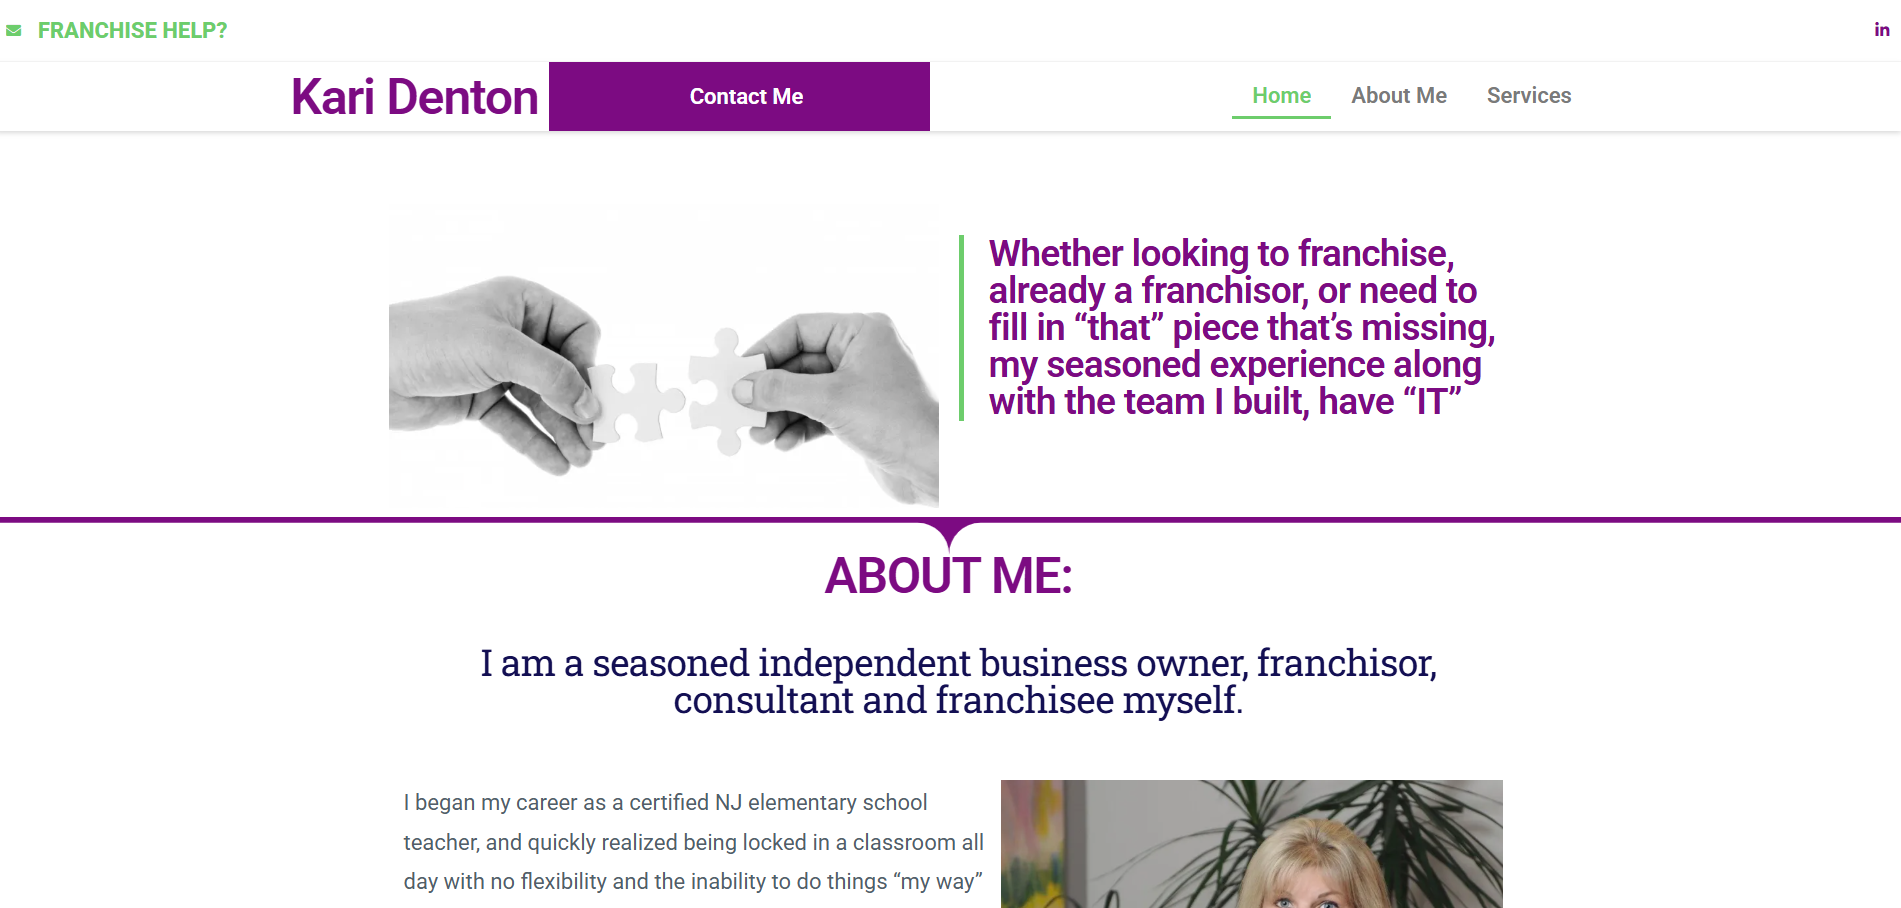 FRANCHISE HELP?
in
Kari Denton
Contact Me
Home
About Me
Services
Whether looking to franchise,
already a franchisor, or need to
fill in “that” piece that’s missing,
my seasoned experience along
with the team I built, have “IT”
ABOUT ME:
I am a seasoned independent business owner, franchisor,
consultant and franchisee myself.
I began my career as a certified NJ elementary school
teacher, and quickly realized being locked in a classroom all
day with no flexibility and the inability to do things “my way”